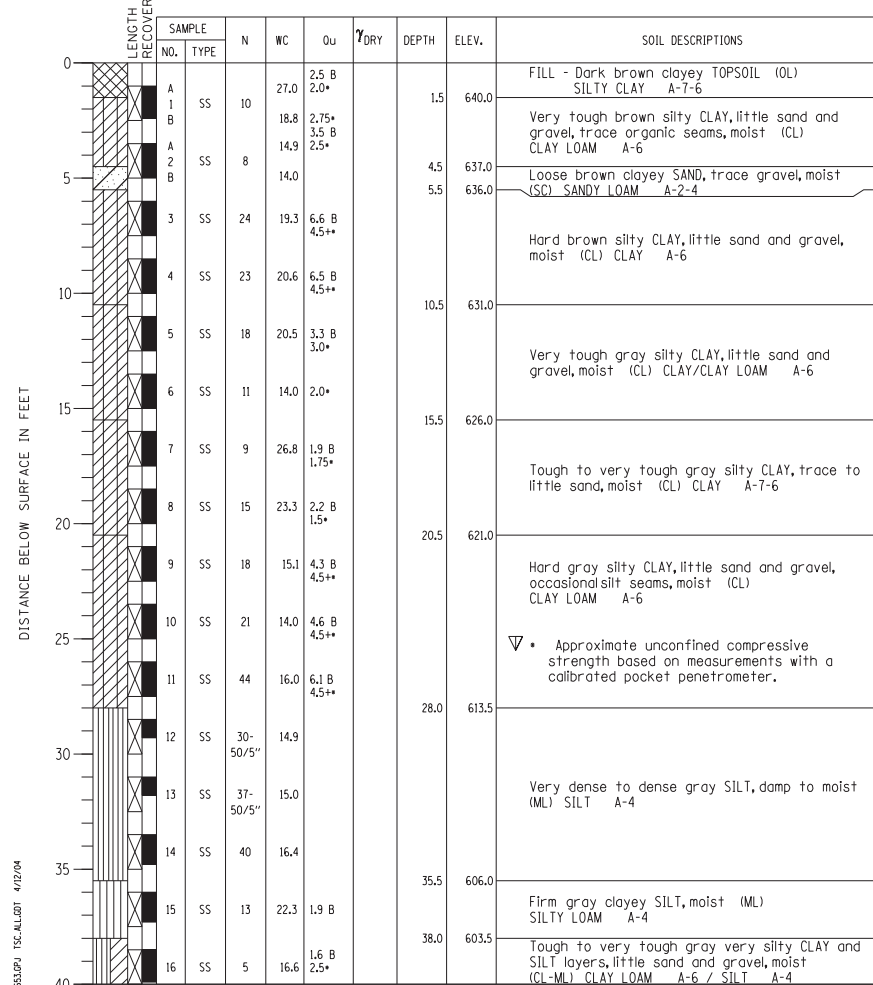 LENGTH
RECOVERY
SAMPLE
NO. TYPE
N
WC
Qu
γDRY
DEPTH
ELEV.
SOIL DESCRIPTIONS
DISTANCE BELOW SURFACE IN FEET
0
5
10
15
20
25
30
35
40
2.5 B
A 27.0 2.0*
1 SS 10
B 18.8 2.75*
3.5 B
A 14.9 2.5*
2 SS 8
B 14.0
3 SS 24 19.3 6.6 B
4.5+*
4 SS 23 20.6 6.5 B
4.5+*
5 SS 18 20.5 3.3 B
3.0*
6 SS 11 14.0 2.0*
7 SS 9 26.8 1.9 B
1.75*
8 SS 15 23.3 2.2 B
1.5*
9 SS 18 15.1 4.3 B
4.5+*
10 SS 21 14.0 4.6 B
4.5+*
11 SS 44 16.0 6.1 B
4.5+*
12 SS 30- 14.9
50/5"
13 SS 37- 15.0
50/5"
14 SS 40 16.4
15 SS 13 22.3 1.9 B
1.6 B
16 SS 5 16.6 2.5*
FILL - Dark brown clayey TOPSOIL (OL)
SILTY CLAY A-7-6
1.5 640.0
Very tough brown silty CLAY, little sand and
gravel, trace organic seams, moist (CL)
CLAY LOAM A-6
4.5 637.0
Loose brown clayey SAND, trace gravel, moist
5.5 636.0
(SC) SANDY LOAM A-2-4
Hard brown silty CLAY, little sand and gravel,
moist (CL) CLAY A-6
10.5 631.0
Very tough gray silty CLAY, little sand and
gravel, moist (CL) CLAY/CLAY LOAM A-6
15.5 626.0
Tough to very tough gray silty CLAY, trace to
little sand, moist (CL) CLAY A-7-6
20.5 621.0
Hard gray silty CLAY, little sand and gravel,
occasional silt seams, moist (CL)
CLAY LOAM A-6
* Approximate unconfined compressive
strength based on measurements with a
calibrated pocket penetrometer.
28.0 613.5
Very dense to dense gray SILT, damp to moist
(ML) SILT A-4
35.5 606.0
Firm gray clayey SILT, moist (ML)
SILTY LOAM A-4
38.0 603.5
Tough to very tough gray very silty CLAY and
SILT layers, little sand and gravel, moist
(CL-ML) CLAY LOAM A-6 / SILT A-4
TSC_ALL.GDT 4/12/04